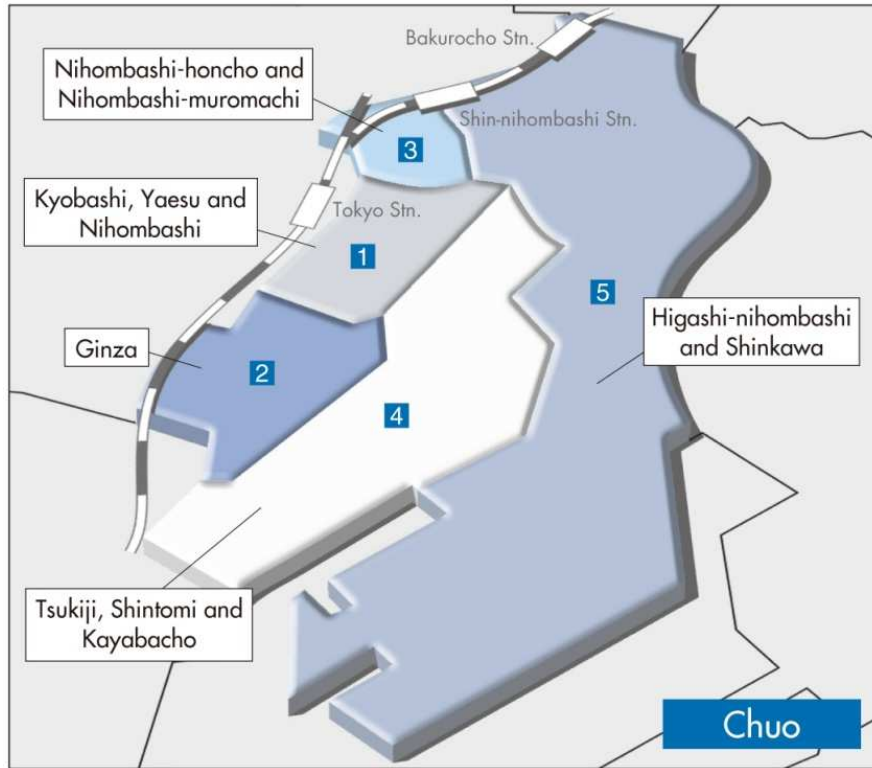 Bakurocho Stn.
Nihombashi-honcho and
Nihombashi-muromachi
Shin-nihombashi Stn.
3
Kyobashi, Yaesu and
Nihombashi
Tokyo Stn.
1
5
Higashi-nihombashi
and Shinkawa
Ginza
2
4
Tsukiji, Shintomi and
Kayabacho
Chuo